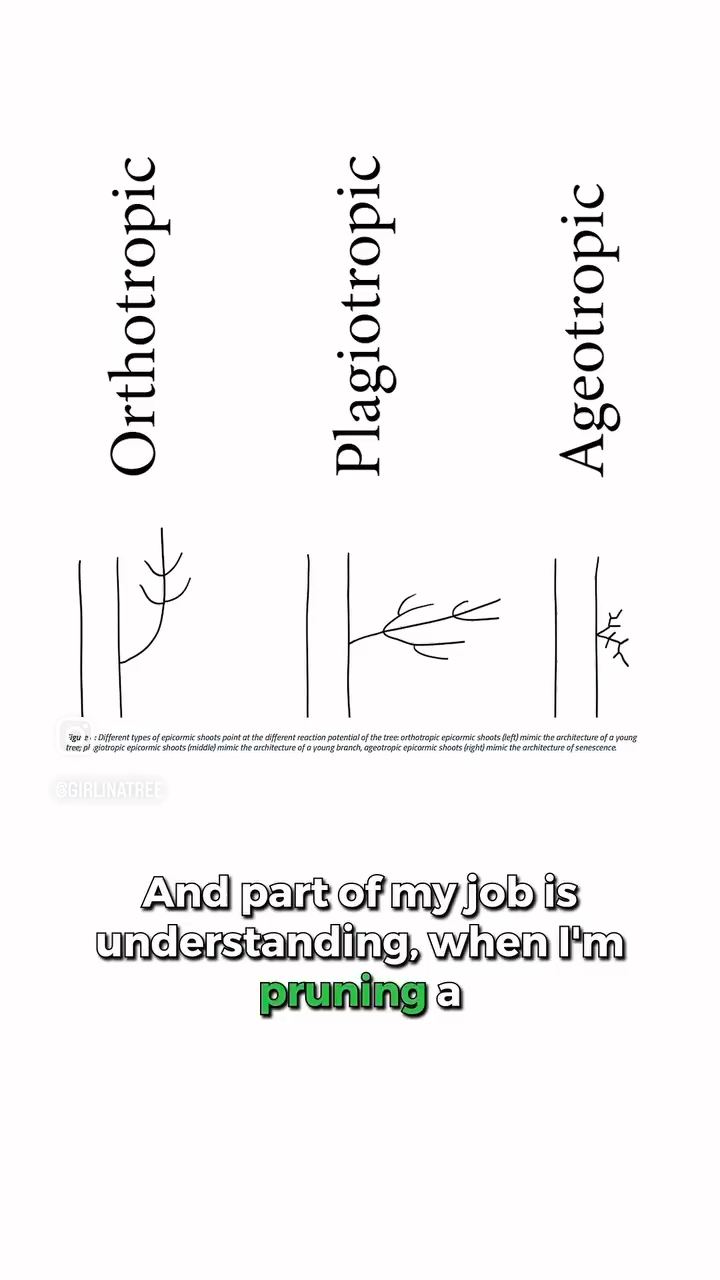 Orthotropic
Plagiotropic
Ageotropic
: Different types of epicormic shoots point at the different reaction potential of the tree: orthotropic epicormic shoots (left) mimic the architecture of a young
tree; plagiotropic epicormic shoots (middle) mimic the architecture of a young branch, ageotropic epicormic shoots (right) mimic the architecture of senescence.
@GIRLINATREE
And part of my job is
understanding, when I'm
pruning a